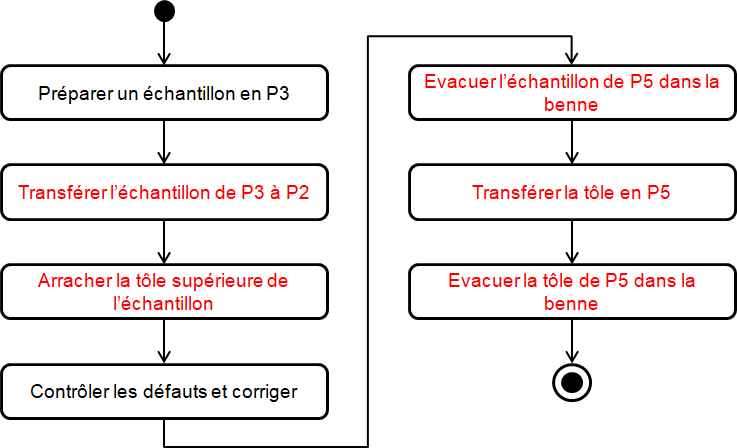 Préparer un échantillon en P3
Transférer l'échantillon de P3 à P2
Arracher la tôle supérieure de
l'échantillon
Contrôler les défauts et corriger
Evacuer l'échantillon de P5 dans la
benne
Transférer la tôle en P5
Evacuer la tôle de P5 dans la
benne